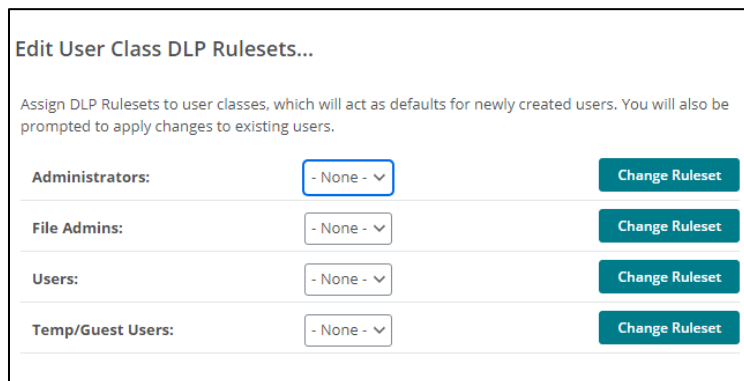 Edit User Class DLP Rulesets...
Assign DLP Rulesets to user classes, which will act as defaults for newly created users. You will also be
prompted to apply changes to existing users.
Administrators: - None - Change Ruleset
File Admins: - None - Change Ruleset
Users: - None - Change Ruleset
Temp/Guest Users: - None - Change Ruleset